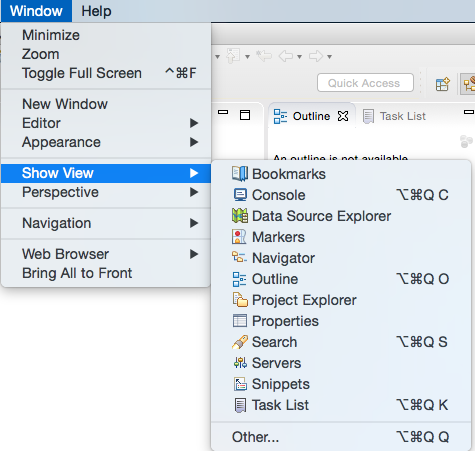 Window Help
Minimize
Zoom
Toggle Full Screen ^⌘F
New Window
Editor
Appearance
Show View
Perspective
Navigation
Web Browser
Bring All to Front
Quick Access
Outline Task List
An outline is not available.
Bookmarks
Console ⌥⌘Q C
Data Source Explorer
Markers
Navigator
Outline ⌥⌘Q O
Project Explorer
Properties
Search ⌥⌘Q S
Servers
Snippets
Task List ⌥⌘Q K
Other... ⌥⌘Q Q